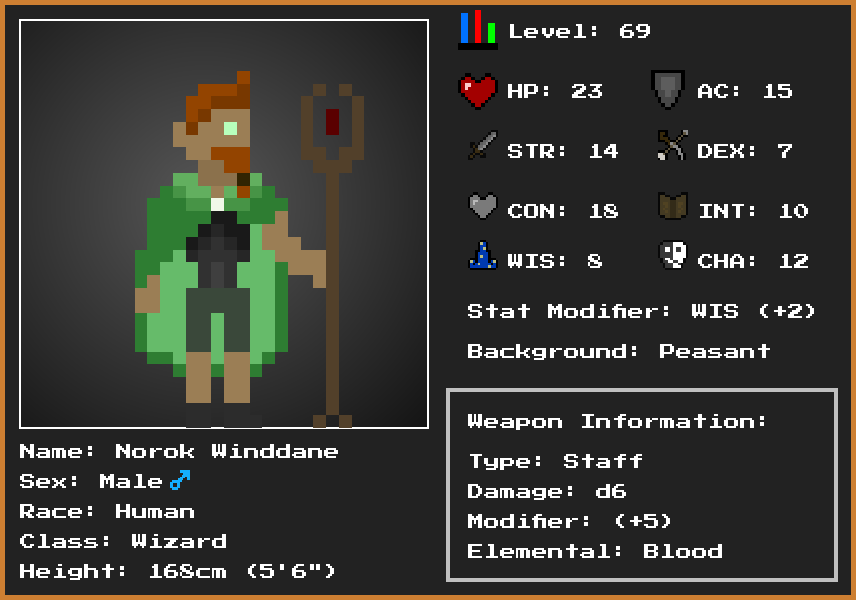 Level: 69
HP: 23 AC: 15
STR: 14 DEX: 7
CON: 18 INT: 10
WIS: 8 CHA: 12
Stat Modifier: WIS (+2)
Background: Peasant
Name: Norok Winddane
Sex: Male♂
Race: Human
Class: Wizard
Height: 168cm (5'6")
Weapon Information:
Type: Staff
Damage: d6
Modifier: (+5)
Elemental: Blood